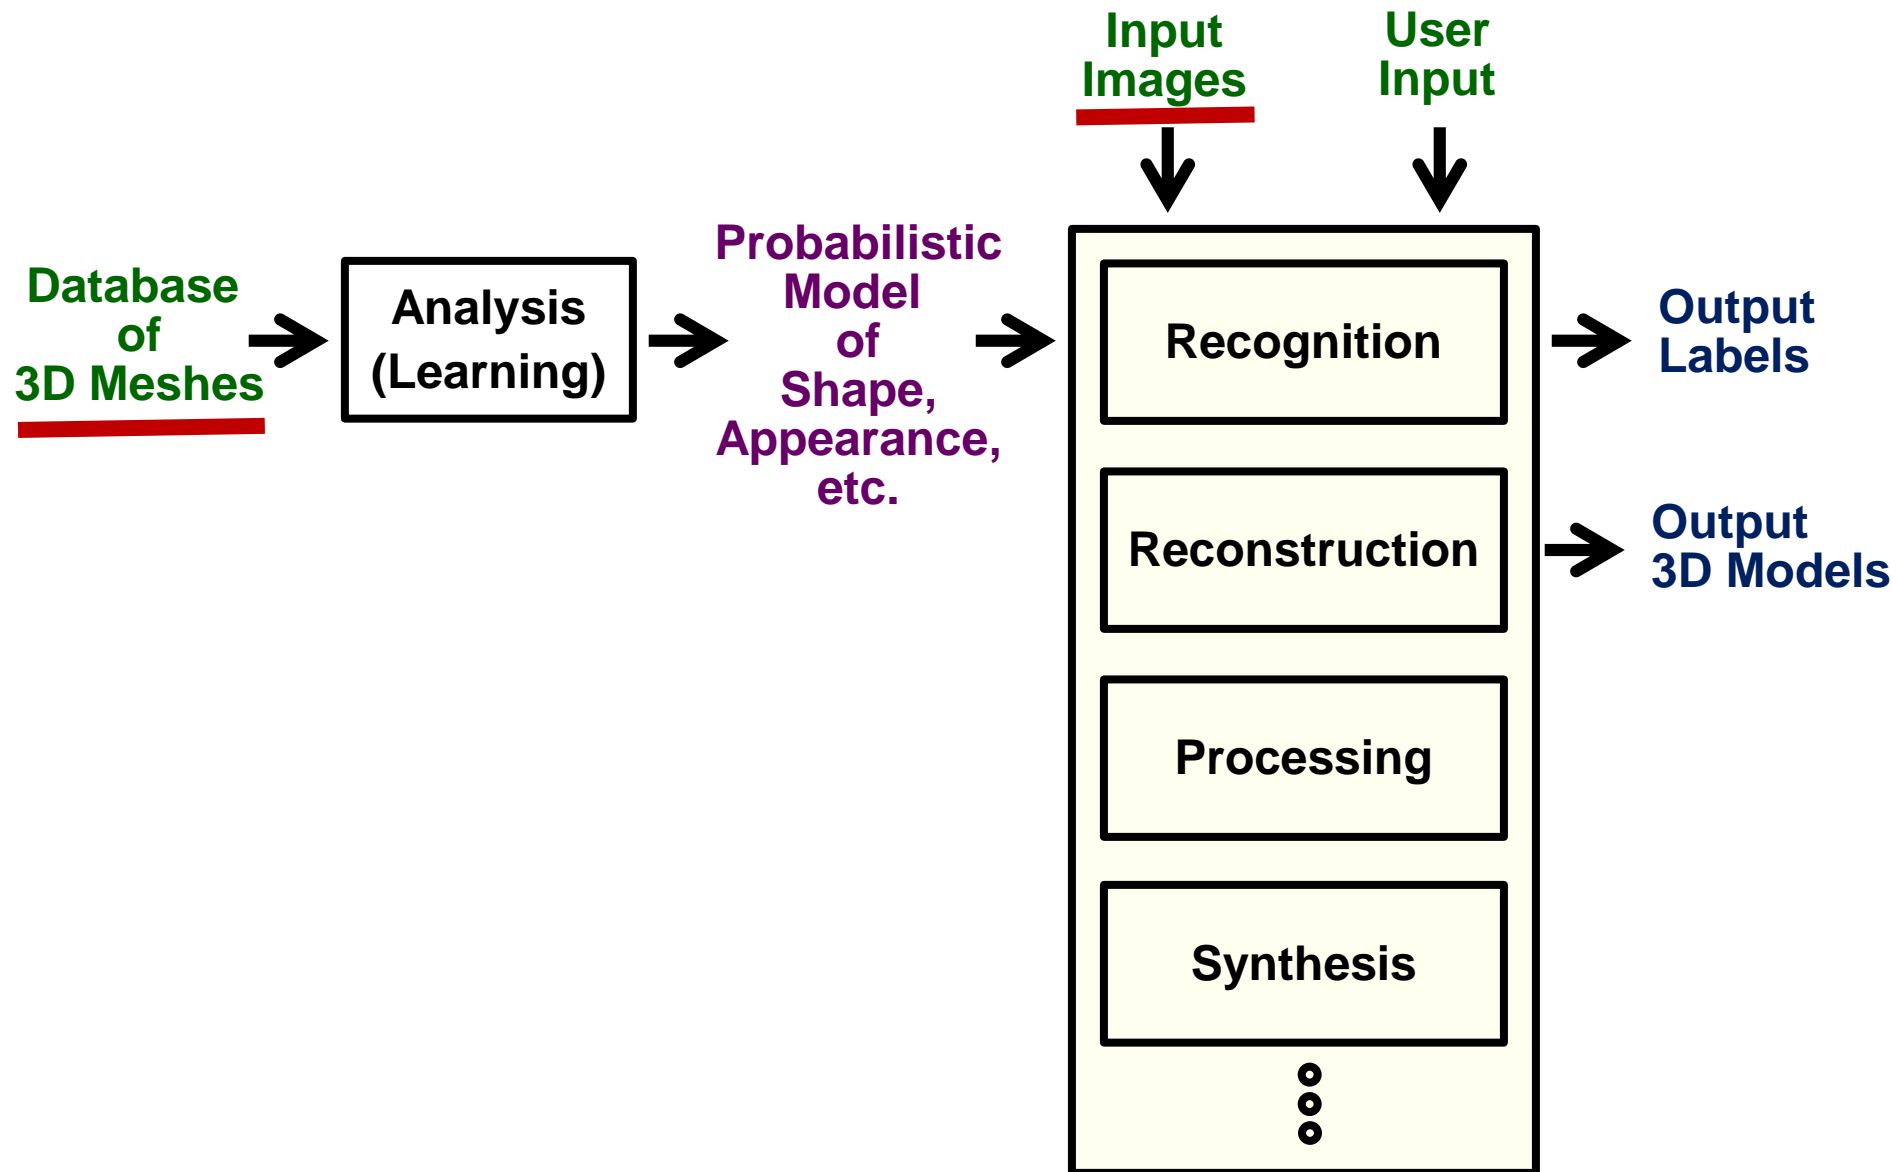 Input
Images
User
Input
Database
of
3D Meshes
Analysis
(Learning)
Probabilistic
Model
of
Shape,
Appearance,
etc.
Recognition
Reconstruction
Processing
Synthesis
Output
Labels
Output
3D Models